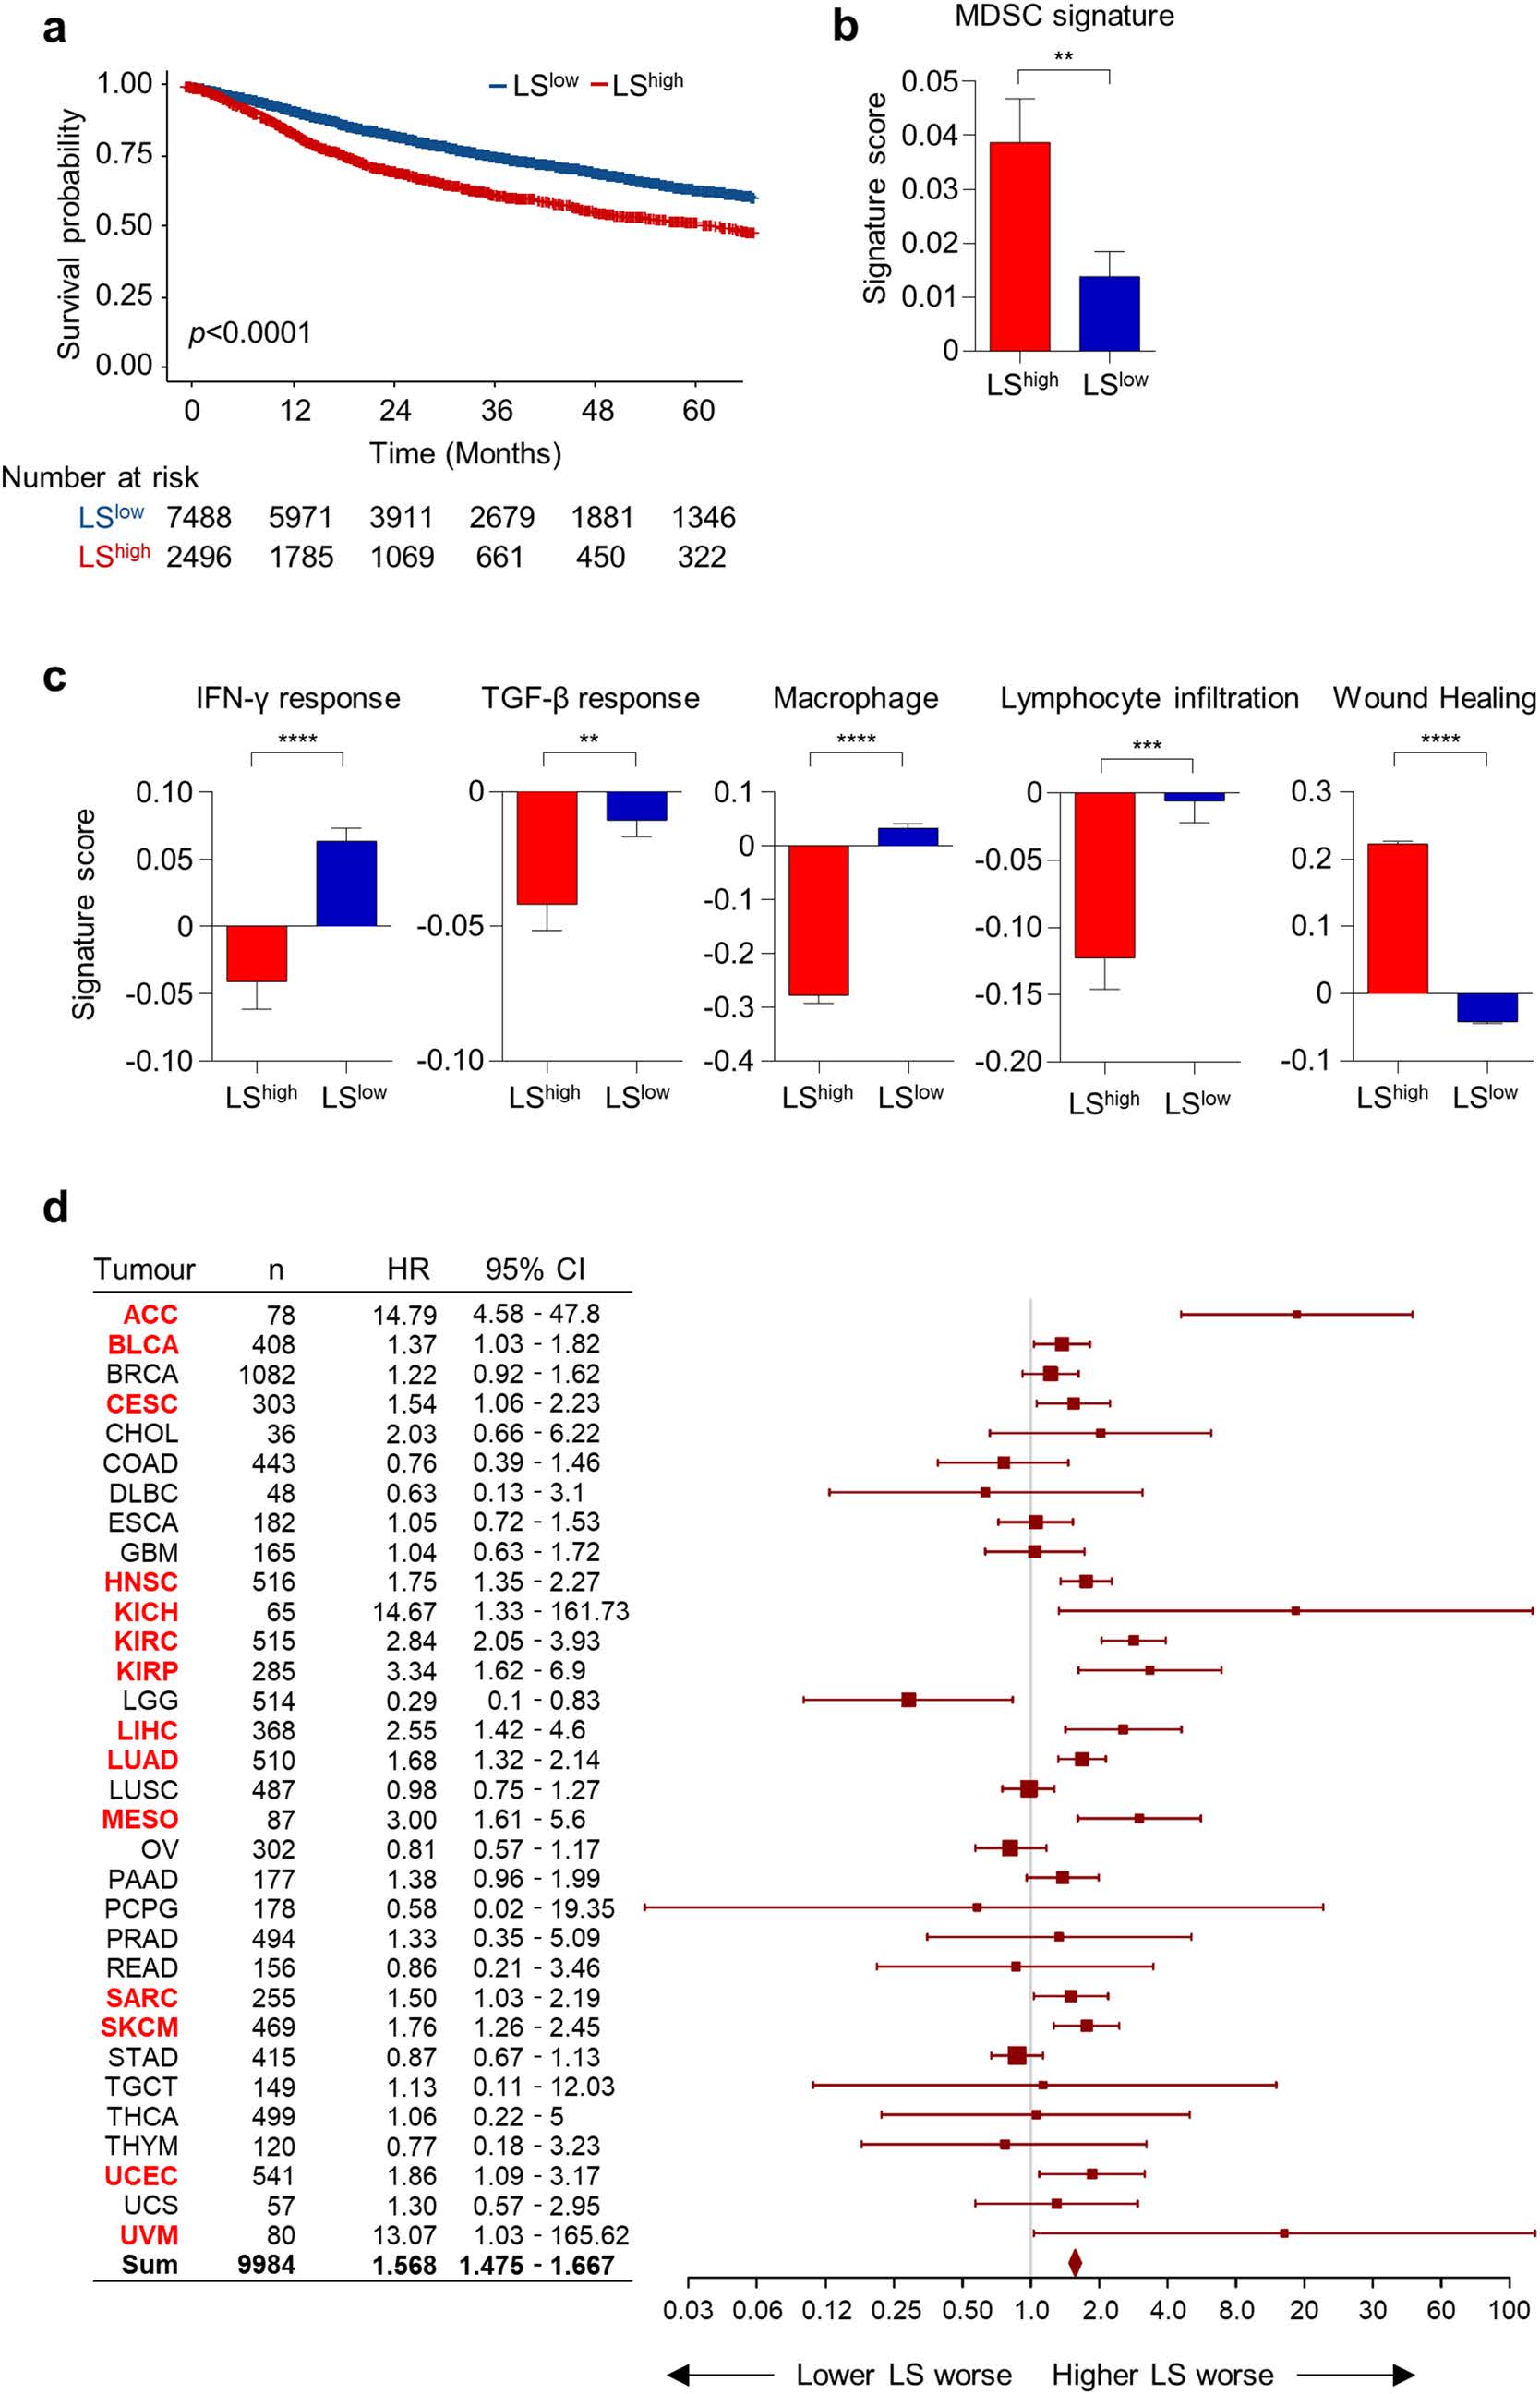 a
1.00
0.75
0.50
0.25
0.00
Survival probability
LSlow LShigh
p<0.0001
0 12 24 36 48 60
Time (Months)
Number at risk
LSlow 7488 5971 3911 2679 1881 1346
LShigh 2496 1785 1069 661 450 322
b
MDSC signature
**
Signature score
0.05
0.04
0.03
0.02
0.01
0
LShigh LSlow
c
Signature score
IFN-γ response
****
0.10
0.05
0
-0.05
-0.10
LShigh LSlow
TGF-β response
**
0
-0.05
-0.10
LShigh LSlow
Macrophage
****
0.1
0
-0.1
-0.2
-0.3
-0.4
LShigh LSlow
Lymphocyte infiltration
***
0
-0.05
-0.10
-0.15
-0.20
LShigh LSlow
Wound Healing
****
0.3
0.2
0.1
0
-0.1
LShigh LSlow
d
Tumour n HR 95% CI
ACC 78 14.79 4.58 - 47.8
BLCA 408 1.37 1.03 - 1.82
BRCA 1082 1.22 0.92 - 1.62
CESC 303 1.54 1.06 - 2.23
CHOL 36 2.03 0.66 - 6.22
COAD 443 0.76 0.39 - 1.46
DLBC 48 0.63 0.13 - 3.1
ESCA 182 1.05 0.72 - 1.53
GBM 165 1.04 0.63 - 1.72
HNSC 516 1.75 1.35 - 2.27
KICH 65 14.67 1.33 - 161.73
KIRC 515 2.84 2.05 - 3.93
KIRP 285 3.34 1.62 - 6.9
LGG 514 0.29 0.1 - 0.83
LIHC 368 2.55 1.42 - 4.6
LUAD 510 1.68 1.32 - 2.14
LUSC 487 0.98 0.75 - 1.27
MESO 87 3.00 1.61 - 5.6
OV 302 0.81 0.57 - 1.17
PAAD 177 1.38 0.96 - 1.99
PCPG 178 0.58 0.02 - 19.35
PRAD 494 1.33 0.35 - 5.09
READ 156 0.86 0.21 - 3.46
SARC 255 1.50 1.03 - 2.19
SKCM 469 1.76 1.26 - 2.45
STAD 415 0.87 0.67 - 1.13
TGCT 149 1.13 0.11 - 12.03
THCA 499 1.06 0.22 - 5
THYM 120 0.77 0.18 - 3.23
UCEC 541 1.86 1.09 - 3.17
UCS 57 1.30 0.57 - 2.95
UVM 80 13.07 1.03 - 165.62
Sum 9984 1.568 1.475 - 1.667
0.03 0.06 0.12 0.25 0.50 1.0 2.0 4.0 8.0 20 30 60 100
Lower LS worse Higher LS worse